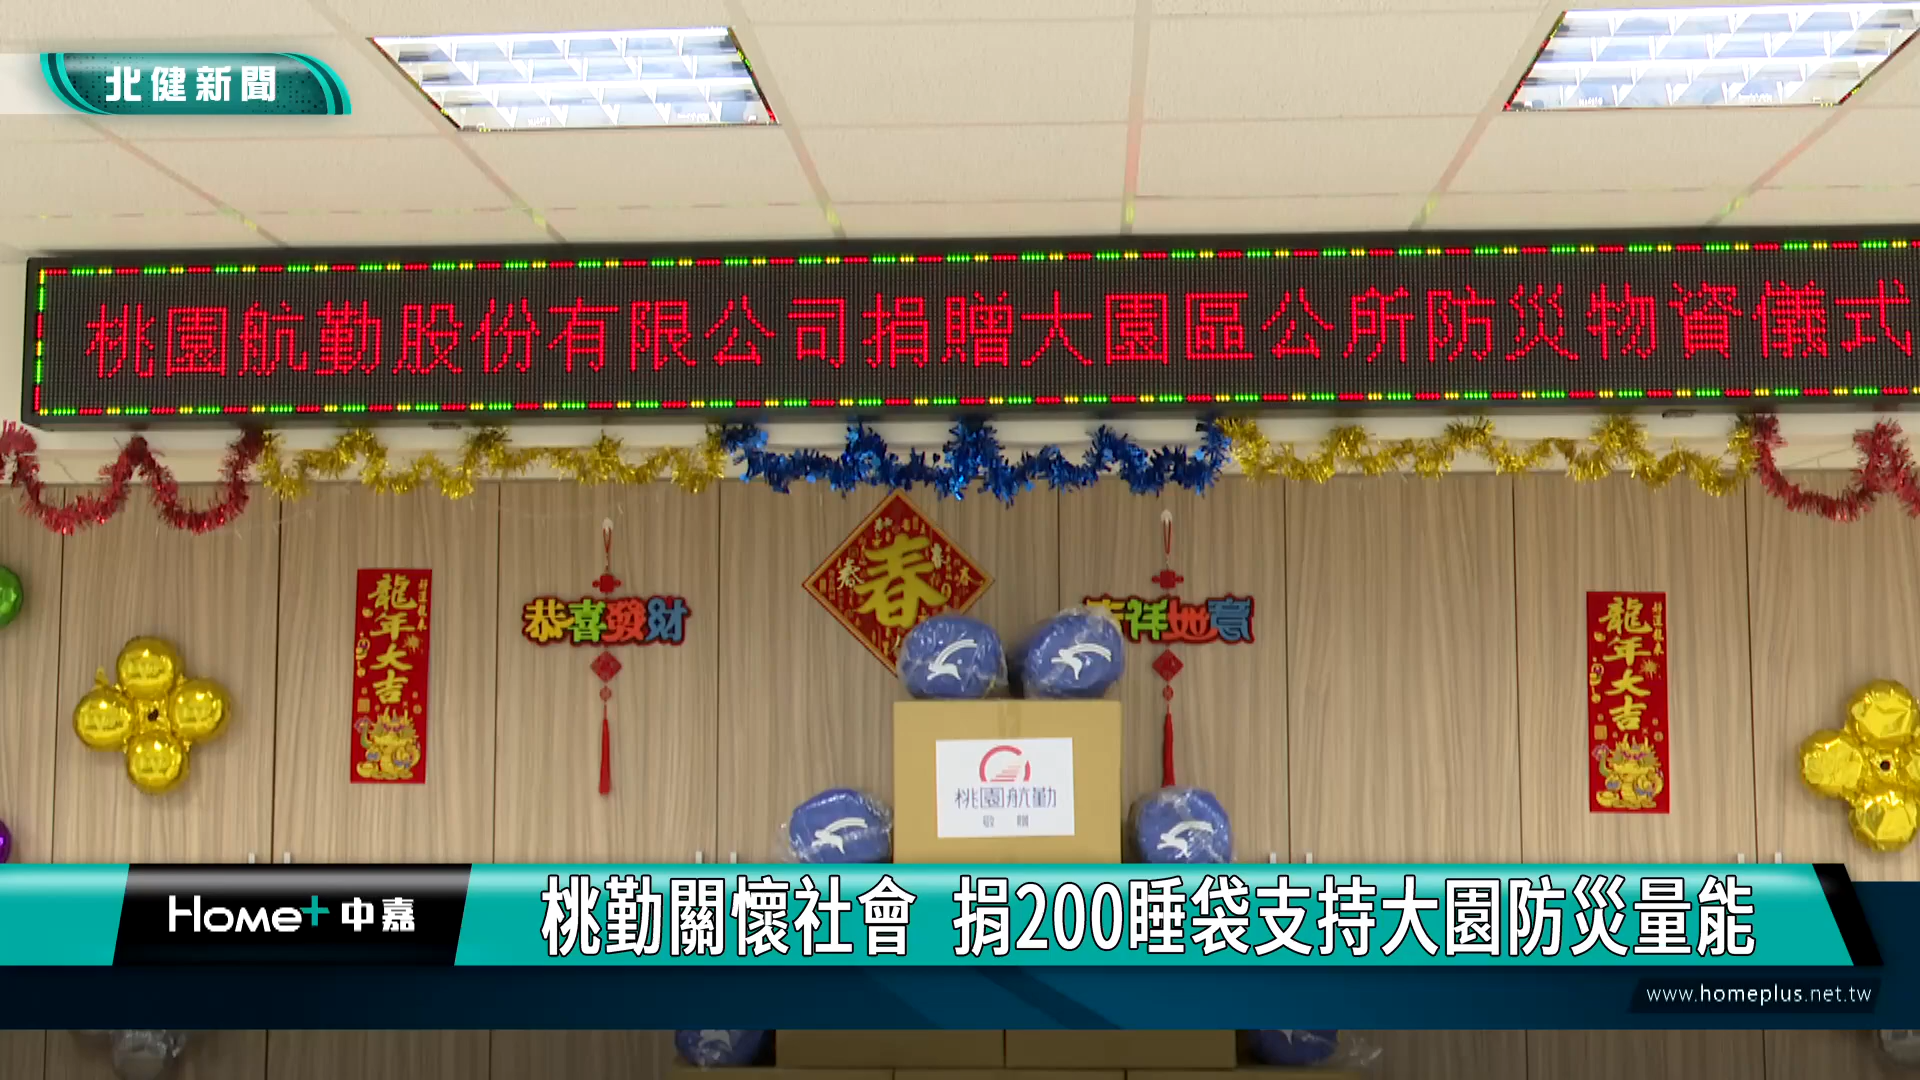 北健新聞
桃園航勤股份有限公司捐贈大園區公所防災物資儀式
龍年大吉
恭喜發財
春
吉祥如意
龍年大吉
桃園航勤
敬 贈
Home+中嘉
桃勤關懷社會 捐200睡袋支持大園防災量能
www.homeplus.net.tw